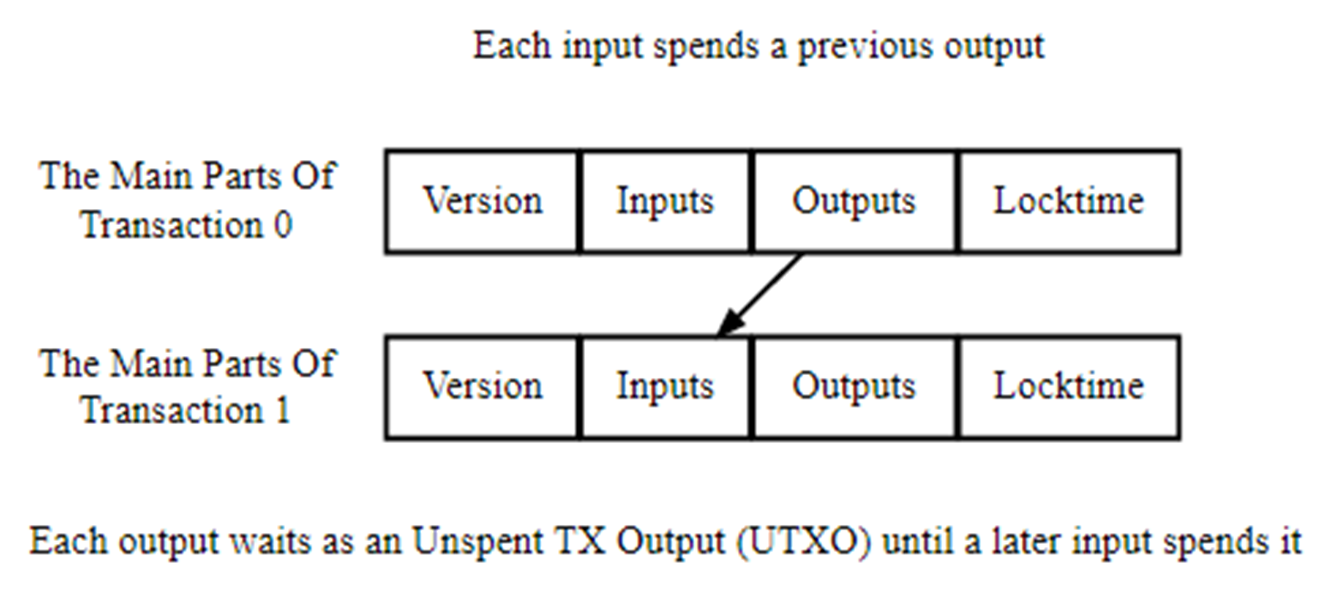 Each input spends a previous output
The Main Parts Of
Transaction 0
Version Inputs Outputs Locktime
The Main Parts Of
Transaction 1
Version Inputs Outputs Locktime
Each output waits as an Unspent TX Output (UTXO) until a later input spends it